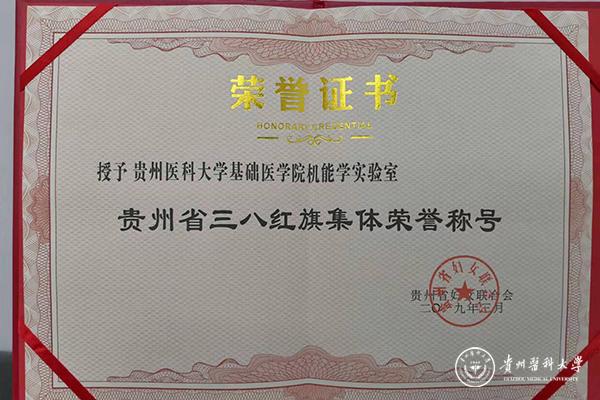 荣誉证书
HONORARY CREDENTIAL
授予 贵州医科大学基础医学院机能学实验室
贵州省三八红旗集体荣誉称号
贵州省妇女联合会
二〇一九年三月
贵州医科大学
GUIZHOU MEDICAL UNIVERSITY